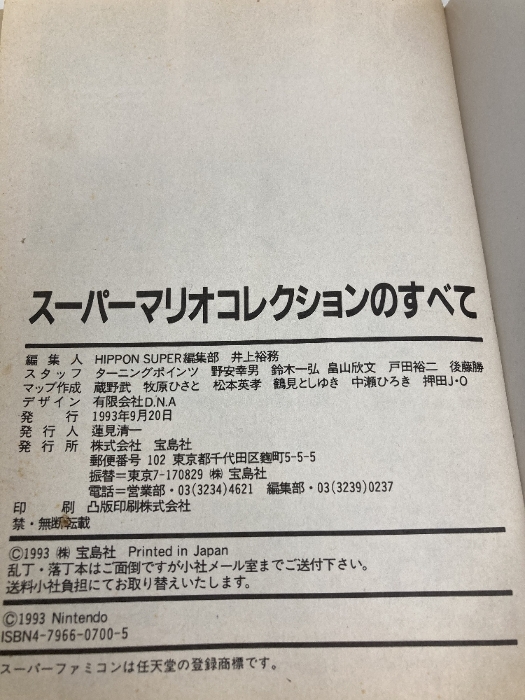 スーパーマリオコレクションのすべて
編集人 HIPPON SUPER編集部 井上裕務
スタッフ ターニングポインツ 野安幸男 鈴木一弘 畠山欣文 戸田裕二 後藤勝
マップ作成 蔵野武 牧原ひさと 松本英孝 鶴見としゆき 中瀬ひろき 押田J・O
デザイン 有限会社D.N.A
発行 1993年9月20日
発行人 蓮見清一
発行所 株式会社 宝島社
郵便番号 102 東京都千代田区麹町5-5-5
振替=東京7-170829 ㈱ 宝島社
電話=営業部・03(3234)4621 編集部・03(3239)0237
印刷 凸版印刷株式会社
禁・無断転載
©1993 ㈱ 宝島社 Printed in Japan
乱丁・落丁本はご面倒ですが小社メール室までご送付下さい。
送料小社負担にてお取り替えいたします。
©1993 Nintendo
ISBN4-7966-0700-5
スーパーファミコンは任天堂の登録商標です。